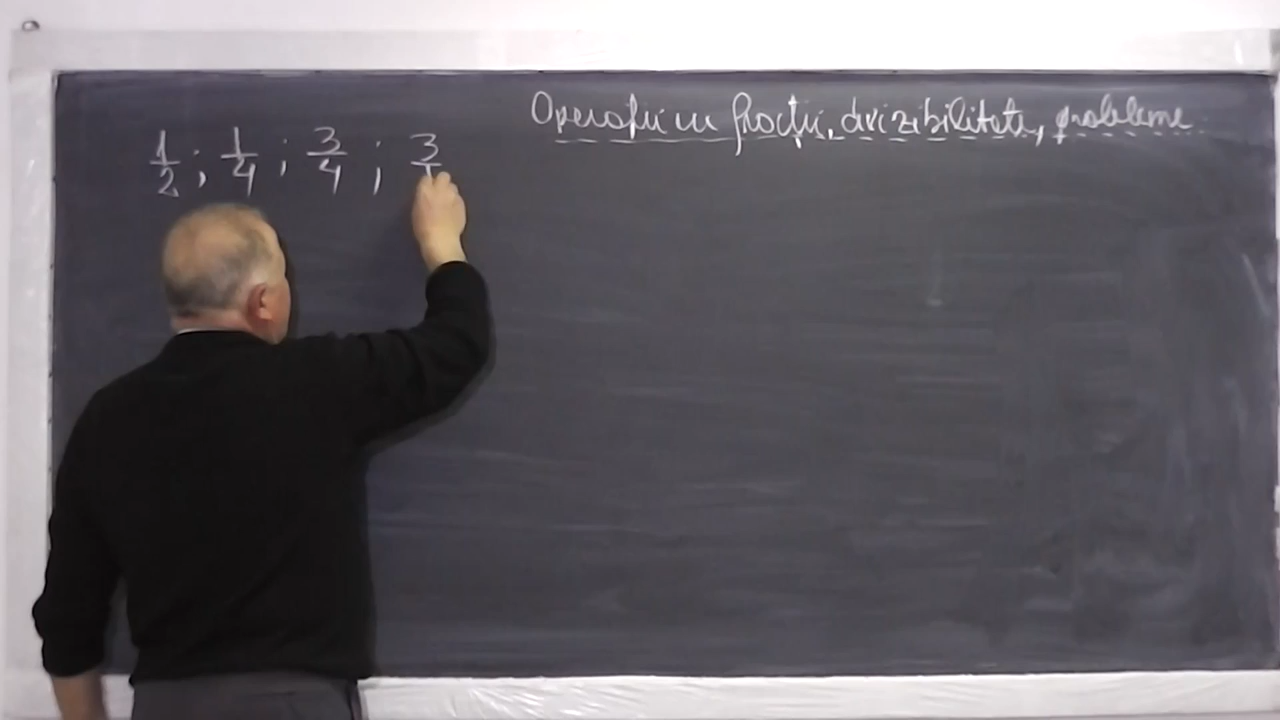 Operații cu fracții, divizibilitate, probleme
1/2 ; 1/4 ; 3/4 ; 3/